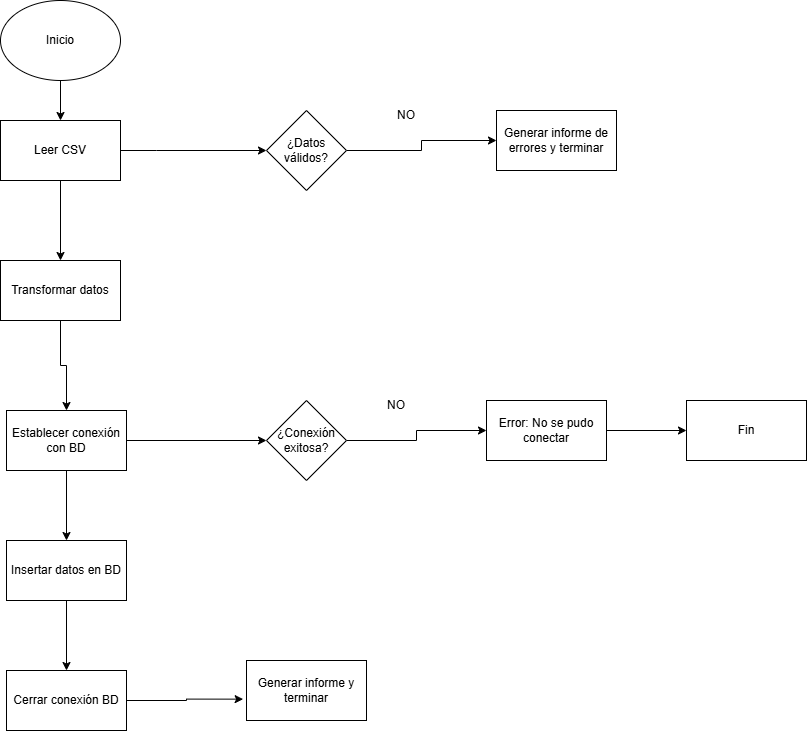 Inicio
Leer CSV
¿Datos
válidos?
NO
Generar informe de
errores y terminar
Transformar datos
Establecer conexión
con BD
¿Conexión
exitosa?
NO
Error: No se pudo
conectar
Fin
Insertar datos en BD
Cerrar conexión BD
Generar informe y
terminar